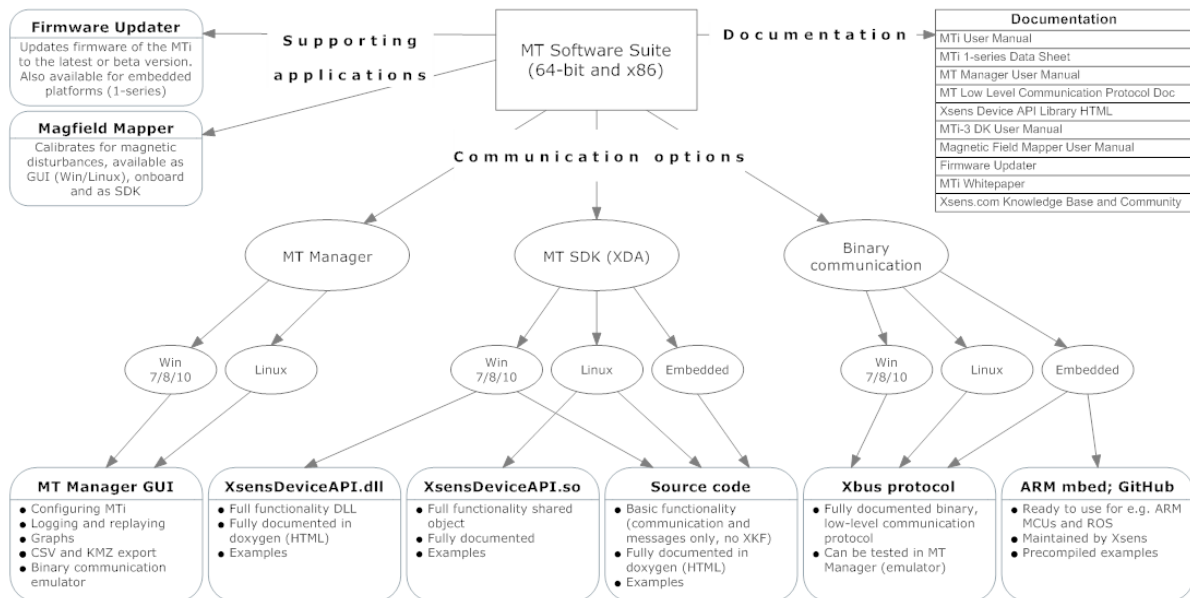 Firmware Updater
Updates firmware of the MTi
to the latest or beta version.
Also available for embedded
platforms (1-series)
Magfield Mapper
Calibrates for magnetic
disturbances, available as
GUI (Win/Linux), onboard
and as SDK
Supporting
applications
MT Software Suite
(64-bit and x86)
Documentation
Documentation
MTi User Manual
MTi 1-series Data Sheet
MT Manager User Manual
MT Low Level Communication Protocol Doc
Xsens Device API Library HTML
MTi-3 DK User Manual
Magnetic Field Mapper User Manual
Firmware Updater
MTi Whitepaper
Xsens.com Knowledge Base and Community
Communication options
MT Manager
MT SDK (XDA)
Binary
communication
Win
7/8/10
Linux
Win
7/8/10
Linux
Embedded
Win
7/8/10
Linux
Embedded
MT Manager GUI
● Configuring MTi
● Logging and replaying
● Graphs
● CSV and KMZ export
● Binary communication
emulator
XsensDeviceAPI.dll
● Full functionality DLL
● Fully documented in
doxygen (HTML)
● Examples
XsensDeviceAPI.so
● Full functionality shared
object
● Fully documented
● Examples
Source code
● Basic functionality
(communication and
messages only, no XKF)
● Fully documented in
doxygen (HTML)
● Examples
Xbus protocol
● Fully documented binary,
low-level communication
protocol
● Can be tested in MT
Manager (emulator)
ARM mbed; GitHub
● Ready to use for e.g. ARM
MCUs and ROS
● Maintained by Xsens
● Precompiled examples